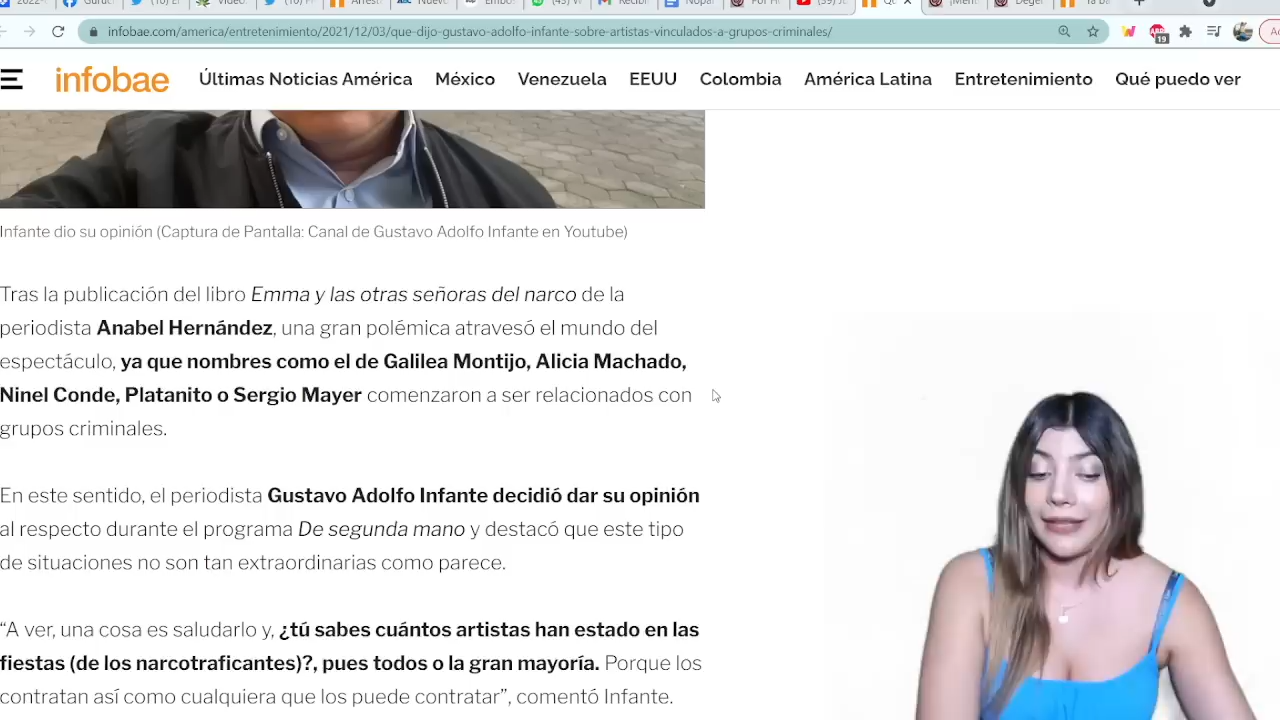 infobae.com/america/entretenimiento/2021/12/03/que-dijo-gustavo-adolfo-infante-sobre-artistas-vinculados-a-grupos-criminales/
infobae Últimas Noticias América México Venezuela EEUU Colombia América Latina Entretenimiento Qué puedo ver
Infante dio su opinión (Captura de Pantalla: Canal de Gustavo Adolfo Infante en Youtube)
Tras la publicación del libro Emma y las otras señoras del narco de la
periodista Anabel Hernández, una gran polémica atravesó el mundo del
espectáculo, ya que nombres como el de Galilea Montijo, Alicia Machado,
Ninel Conde, Platanito o Sergio Mayer comenzaron a ser relacionados con
grupos criminales.
En este sentido, el periodista Gustavo Adolfo Infante decidió dar su opinión
al respecto durante el programa De segunda mano y destacó que este tipo
de situaciones no son tan extraordinarias como parece.
“A ver, una cosa es saludarlo y, ¿tú sabes cuántos artistas han estado en las
fiestas (de los narcotraficantes)?, pues todos o la gran mayoría. Porque los
contratan así como cualquiera que los puede contratar”, comentó Infante.